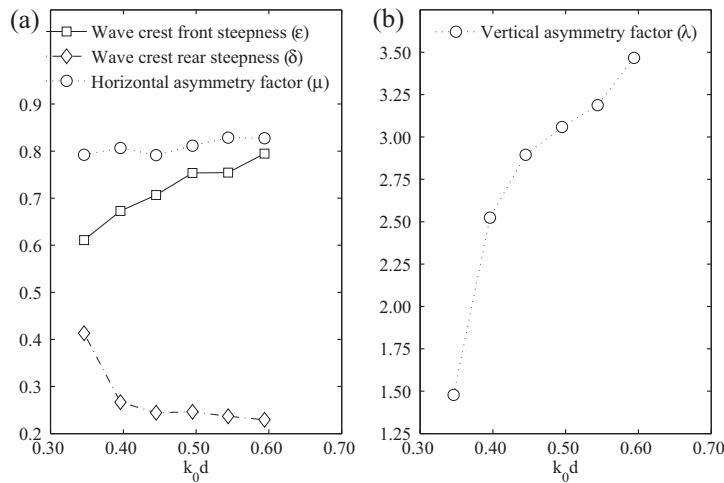 (a)
Wave crest front steepness (ε)
Wave crest rear steepness (δ)
Horizontal asymmetry factor (μ)
0.9
0.8
0.7
0.6
0.5
0.4
0.3
0.2
0.30 0.40 0.50 0.60 0.70
k0d
(b)
Vertical asymmetry factor (λ)
3.50
3.25
3.00
2.75
2.50
2.25
2.00
1.75
1.50
1.25
0.30 0.40 0.50 0.60 0.70
k0d